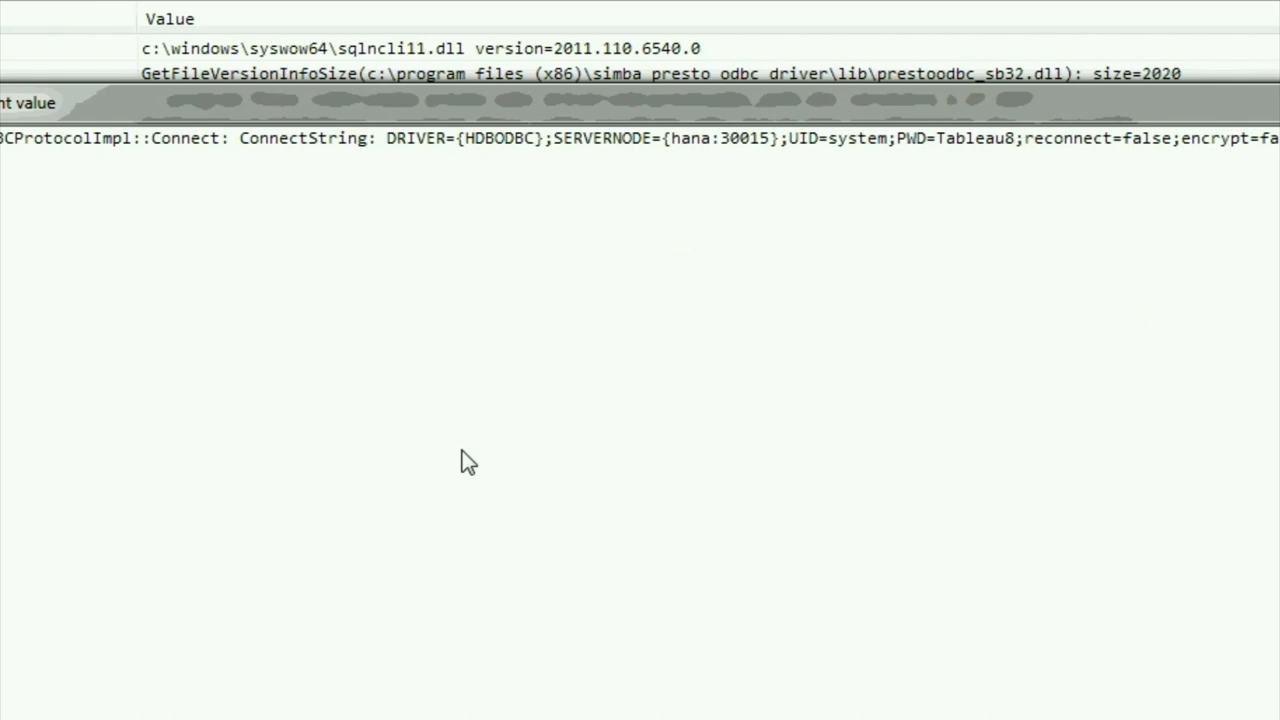 Value
c:\windows\syswow64\sqlncli11.dll version=2011.110.6540.0
GetFileVersionInfoSize(c:\program files (x86)\simba presto odbc driver\lib\prestoodbc_sb32.dll): size=2020
nt value
BCProtocolImpl::Connect: ConnectString: DRIVER={HDBODBC};SERVERNODE={hana:30015};UID=system;PWD=Tableau8;reconnect=false;encrypt=fa